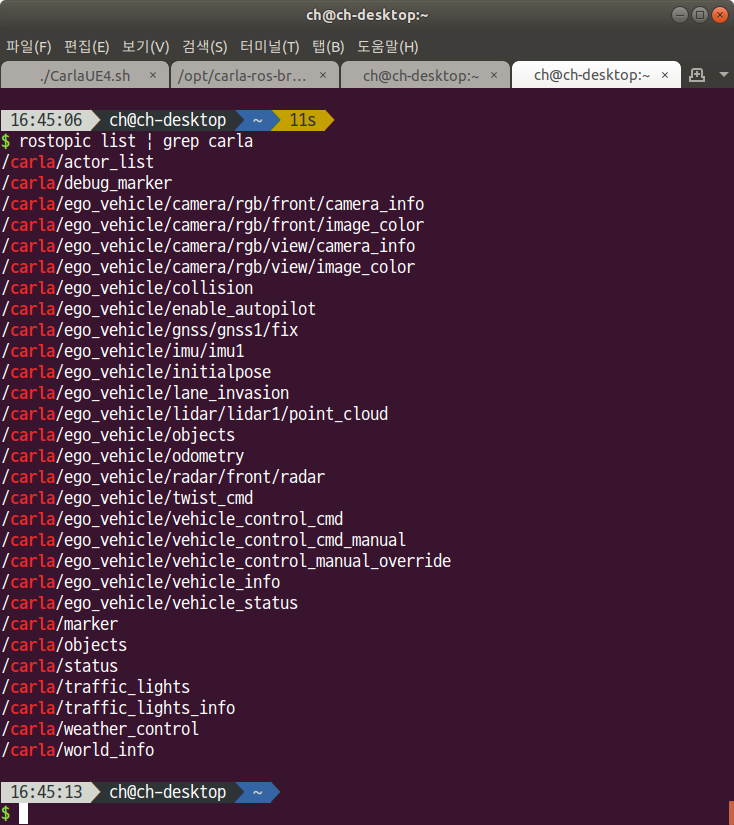 ch@ch-desktop:~
파일(F) 편집(E) 보기(V) 검색(S) 터미널(T) 탭(B) 도움말(H)
./CarlaUE4.sh × /opt/carla-ros-br... × ch@ch-desktop:~ × ch@ch-desktop:~ ×
16:45:06 ch@ch-desktop ~ 11s
$ rostopic list | grep carla
/carla/actor_list
/carla/debug_marker
/carla/ego_vehicle/camera/rgb/front/camera_info
/carla/ego_vehicle/camera/rgb/front/image_color
/carla/ego_vehicle/camera/rgb/view/camera_info
/carla/ego_vehicle/camera/rgb/view/image_color
/carla/ego_vehicle/collision
/carla/ego_vehicle/enable_autopilot
/carla/ego_vehicle/gnss/gnss1/fix
/carla/ego_vehicle/imu/imu1
/carla/ego_vehicle/initialpose
/carla/ego_vehicle/lane_invasion
/carla/ego_vehicle/lidar/lidar1/point_cloud
/carla/ego_vehicle/objects
/carla/ego_vehicle/odometry
/carla/ego_vehicle/radar/front/radar
/carla/ego_vehicle/twist_cmd
/carla/ego_vehicle/vehicle_control_cmd
/carla/ego_vehicle/vehicle_control_cmd_manual
/carla/ego_vehicle/vehicle_control_manual_override
/carla/ego_vehicle/vehicle_info
/carla/ego_vehicle/vehicle_status
/carla/marker
/carla/objects
/carla/status
/carla/traffic_lights
/carla/traffic_lights_info
/carla/weather_control
/carla/world_info
16:45:13 ch@ch-desktop ~
$